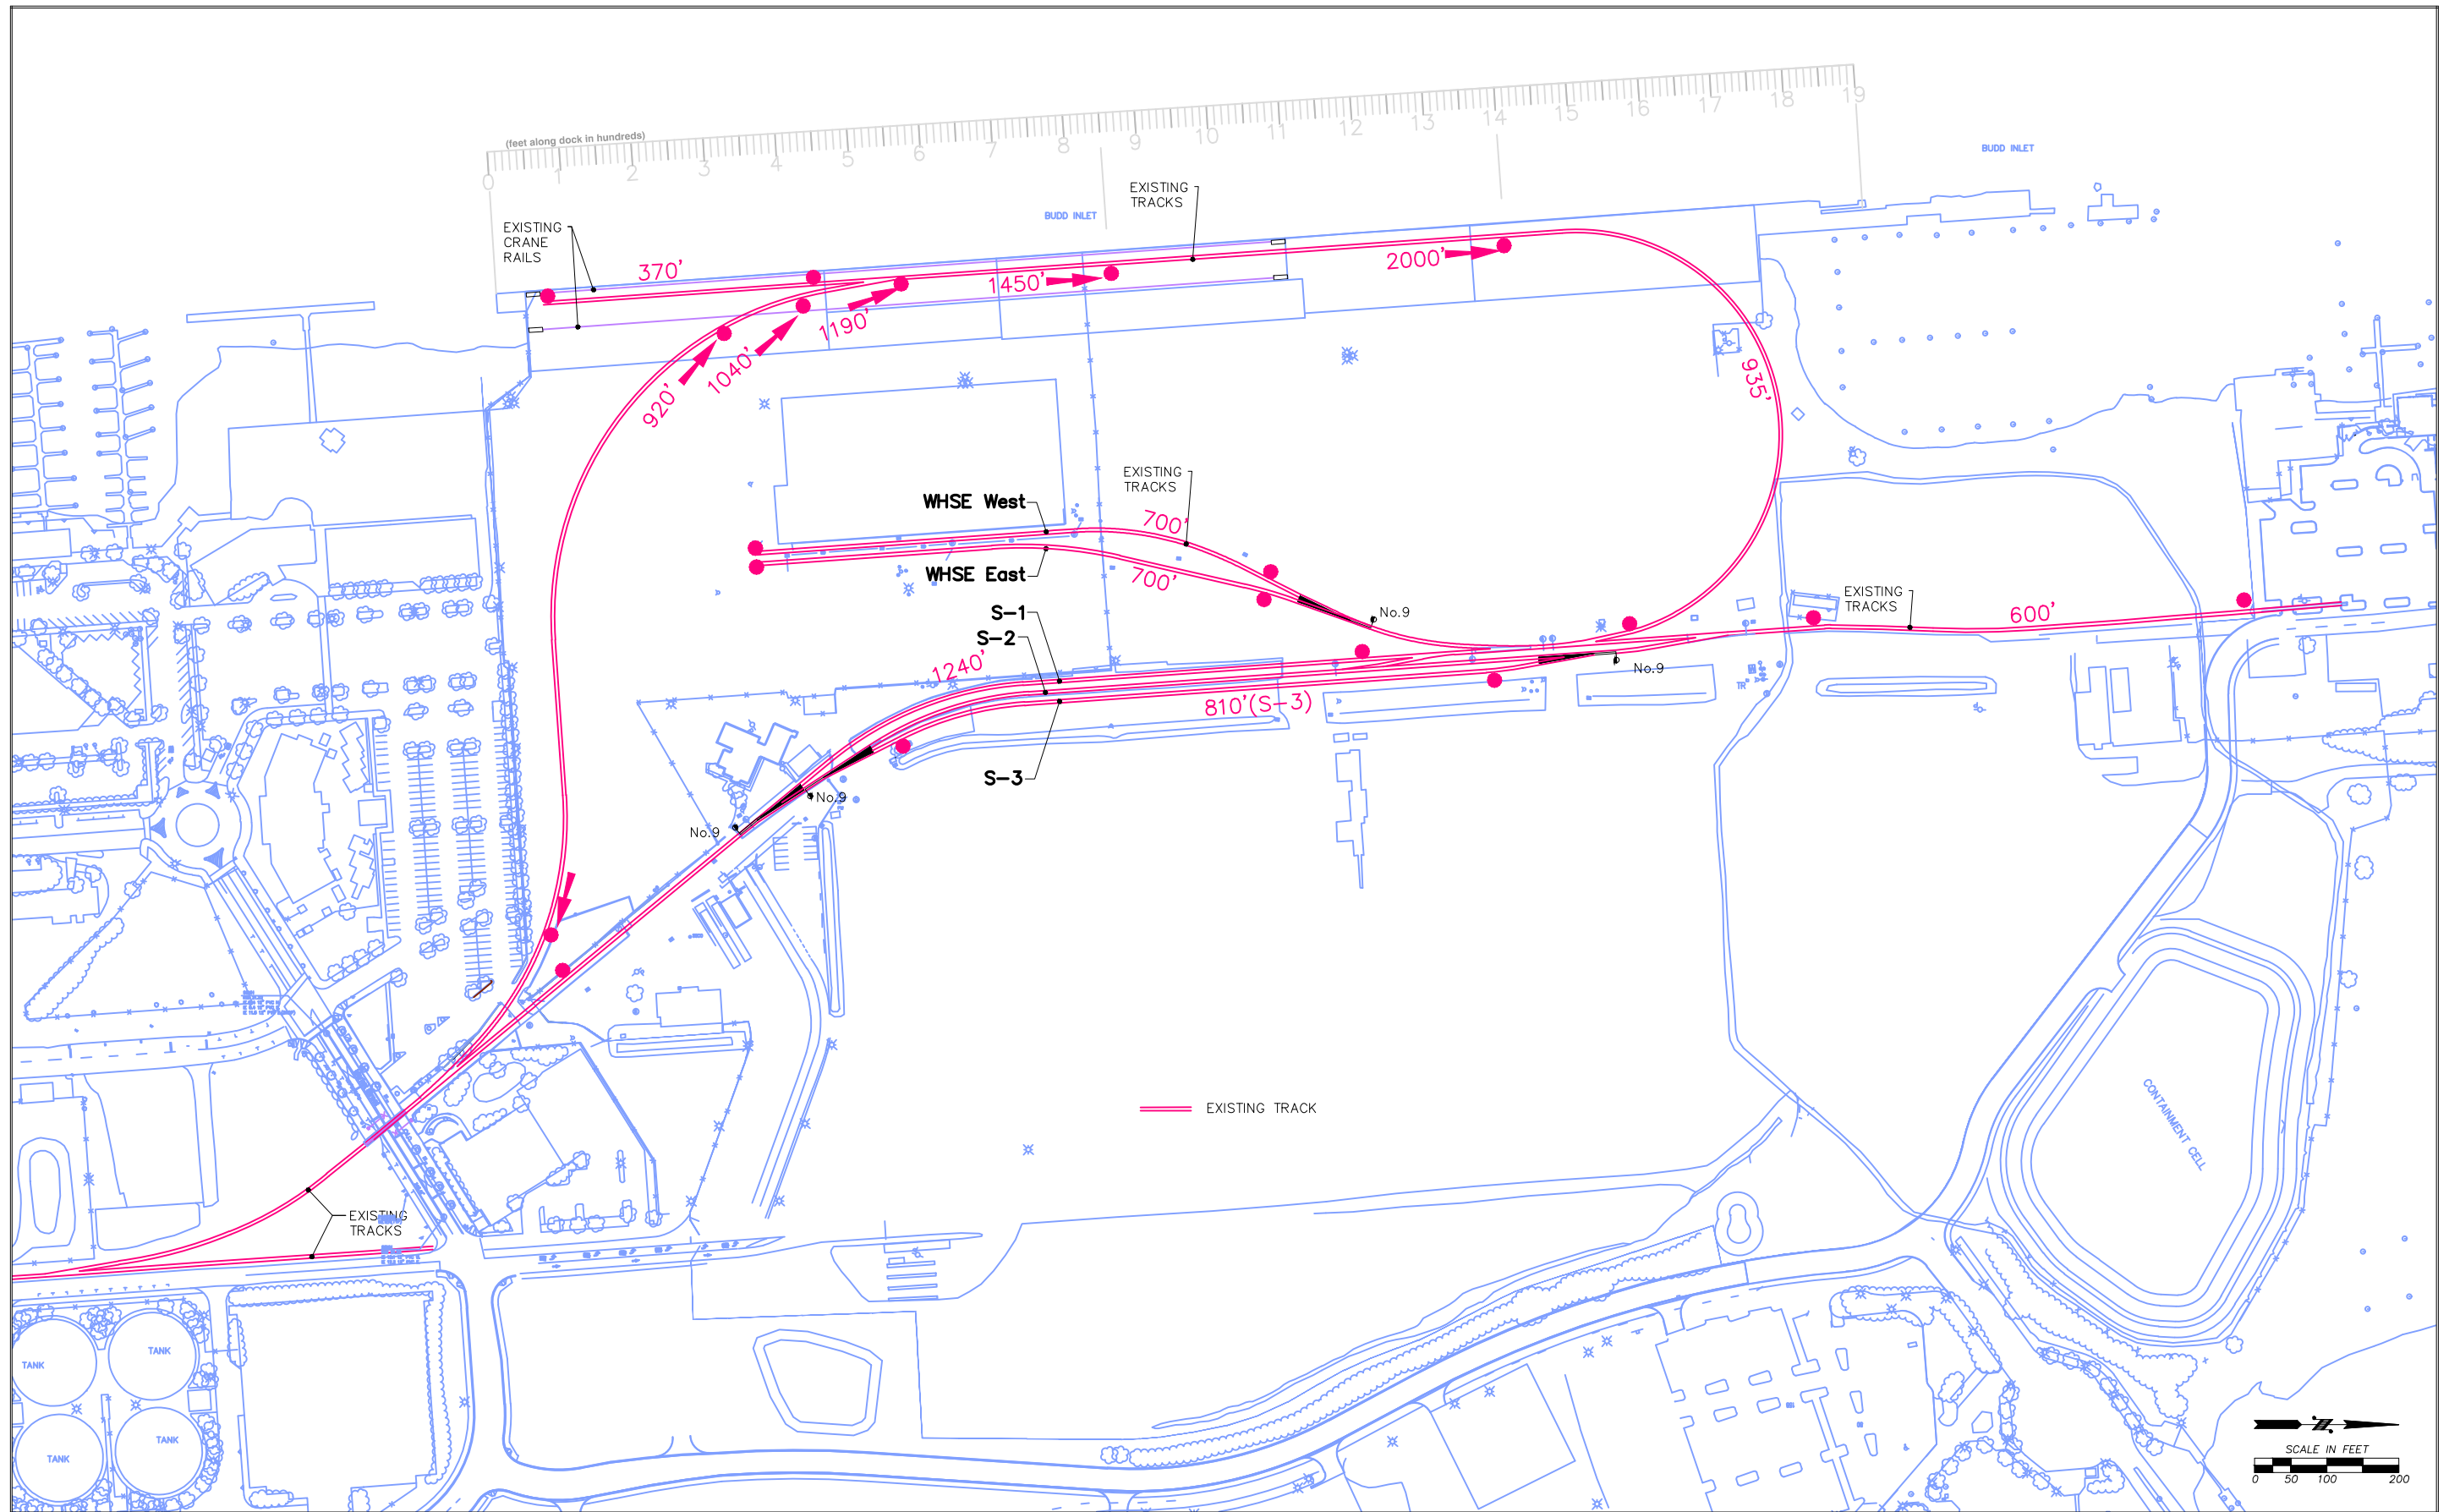 (feet along dock in hundreds)
0 1 2 3 4 5 6 7 8 9 10 11 12 13 14 15 16 17 18 19
BUDD INLET
EXISTING
TRACKS
BUDD INLET
EXISTING
CRANE
RAILS
370'
2000'
1450'
1190'
1040'
920'
935'
EXISTING
TRACKS
WHSE West
700'
WHSE East
700'
EXISTING
TRACKS
600'
S-1
S-2
No.9
1240'
No.9
810'(S-3)
TR
S-3
No.9
No.9
EXISTING TRACK
CONTAINMENT CELL
EXISTING
TRACKS
TANK
TANK
TANK
TANK
SCALE IN FEET
0 50 100 200